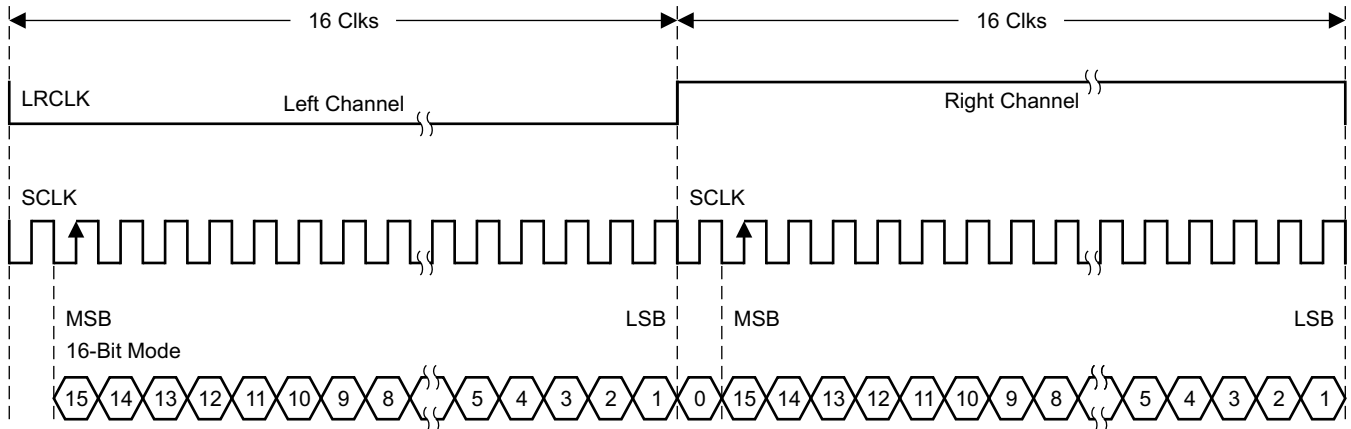 16 Clks 16 Clks
LRCLK Left Channel Right Channel
SCLK SCLK
MSB LSB MSB LSB
16-Bit Mode
15 14 13 12 11 10 9 8 5 4 3 2 1 0 15 14 13 12 11 10 9 8 5 4 3 2 1